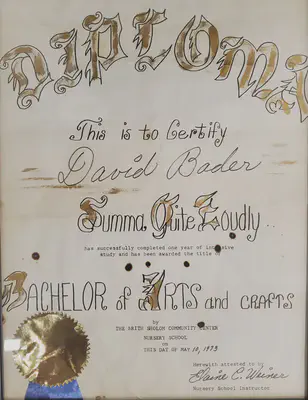 DIPLOMA
This is to Certify
David Bader
Summa Quite Loudly
has successfully completed one year of intensive
study and has been awarded the title of
BACHELOR of ARTS and CRAFTS
by
THE BRITH SHOLOM COMMUNITY CENTER
NURSERY SCHOOL
on
THIS DAY OF MAY 10, 1973
Herewith attested to by
Elaine C. Weiner
Nursery School Instructor